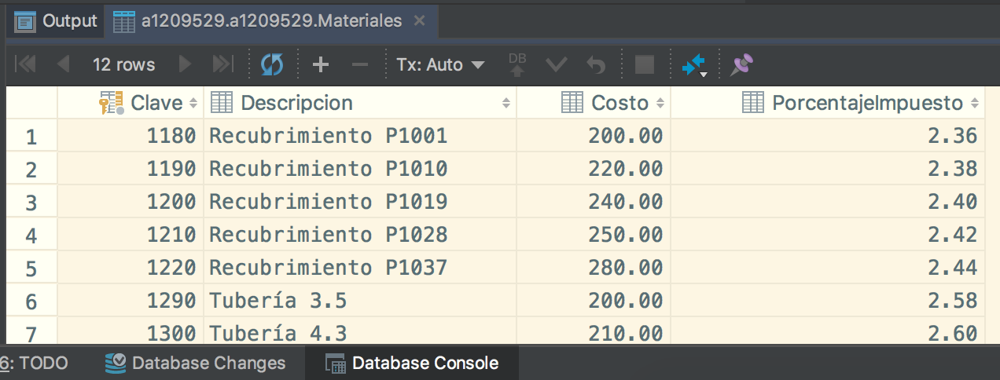 Output a1209529.a1209529.Materiales
12 rows Tx: Auto DB
Clave Descripcion Costo PorcentajeImpuesto
1 1180 Recubrimiento P1001 200.00 2.36
2 1190 Recubrimiento P1010 220.00 2.38
3 1200 Recubrimiento P1019 240.00 2.40
4 1210 Recubrimiento P1028 250.00 2.42
5 1220 Recubrimiento P1037 280.00 2.44
6 1290 Tubería 3.5 200.00 2.58
7 1300 Tubería 4.3 210.00 2.60
6: TODO Database Changes Database Console